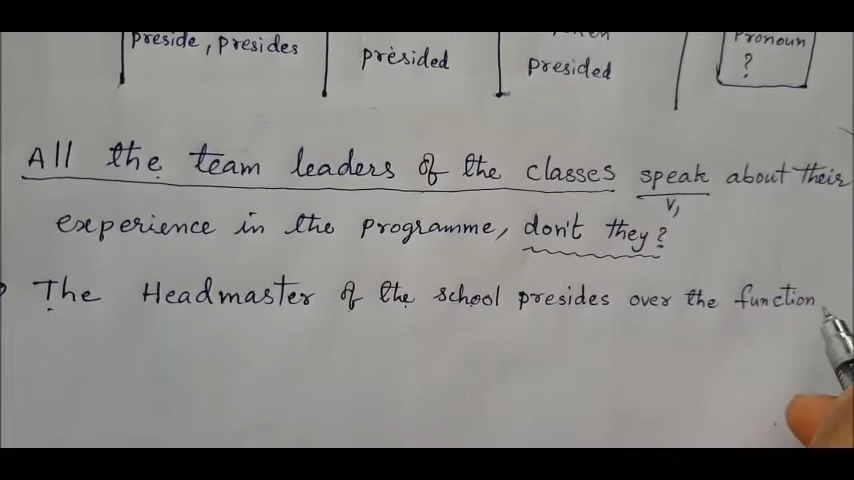 preside, presides
presided
presided
Pronoun
?
All the team leaders of the classes speak about their
V₁
experience in the programme, don't they?
The Headmaster of the school presides over the function